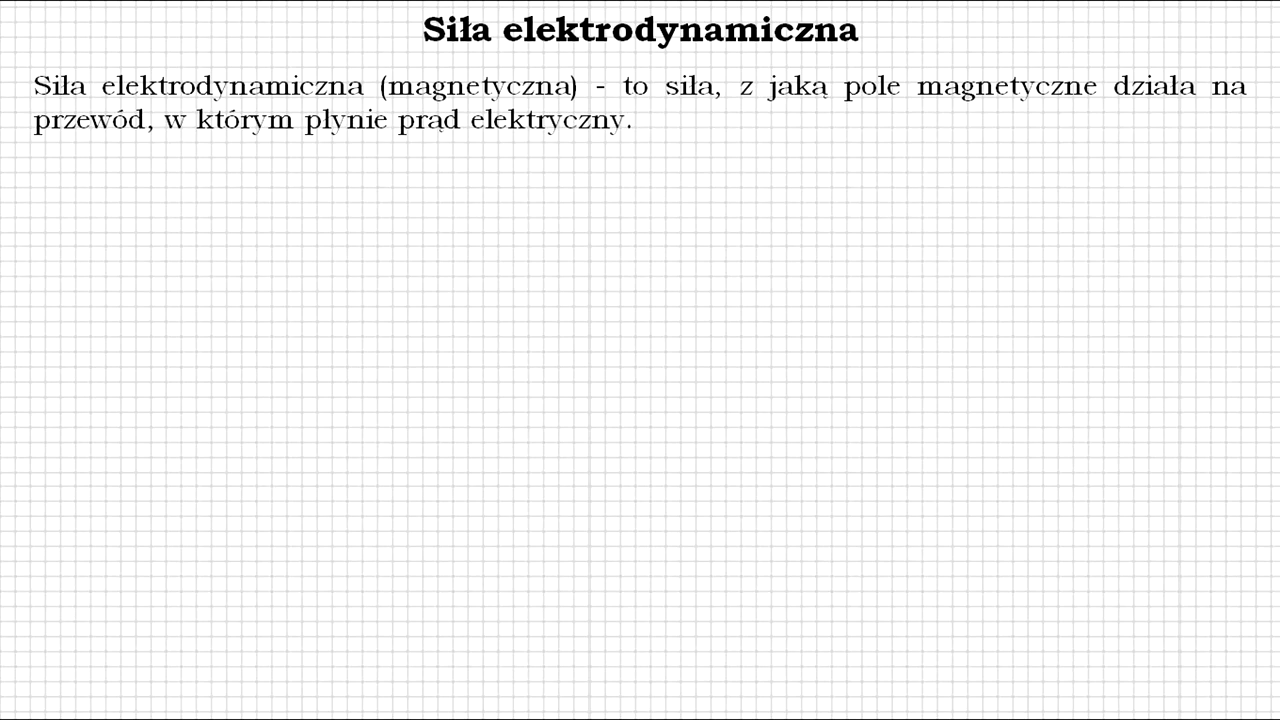 Siła elektrodynamiczna
Siła elektrodynamiczna (magnetyczna) - to siła, z jaką pole magnetyczne działa na
przewód, w którym płynie prąd elektryczny.